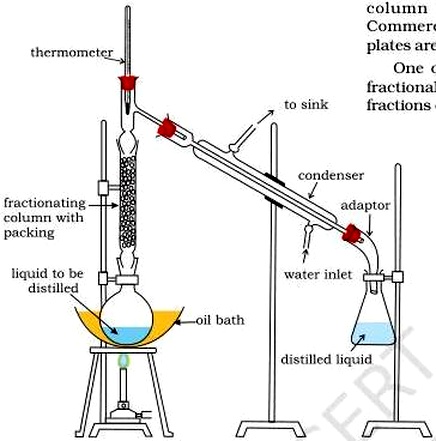 column
Commerc
plates are
One o
fractional
fractions
thermometer
to sink
condenser
adaptor
fractionating
column with
packing
water inlet
liquid to be
distilled
oil bath
distilled liquid
CERT